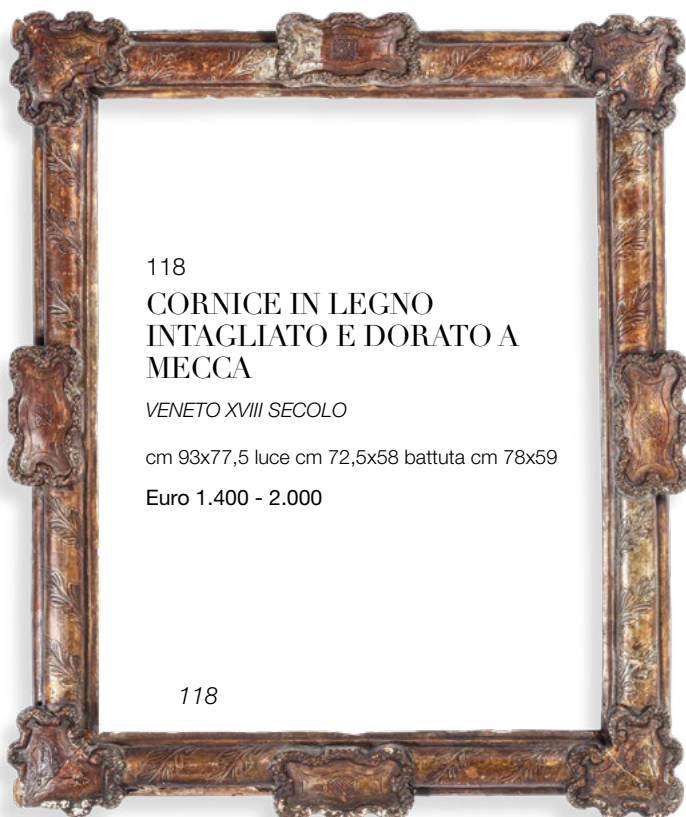 118
CORNICE IN LEGNO
INTAGLIATO E DORATO A
MECCA
VENETO XVIII SECOLO
cm 93x77,5 luce cm 72,5x58 battuta cm 78x59
Euro 1.400 - 2.000
118